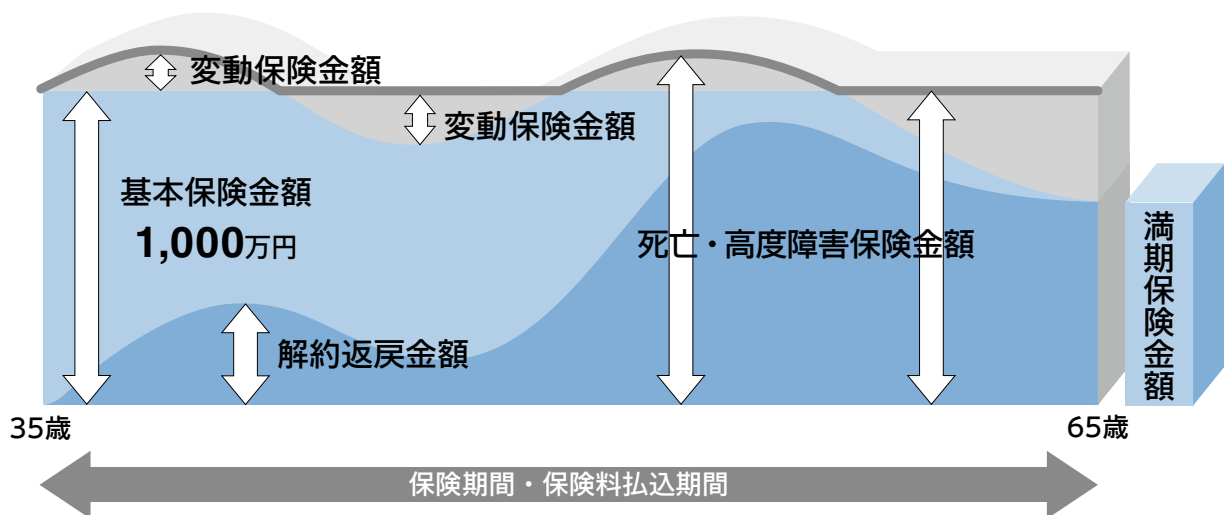 変動保険金額
変動保険金額
基本保険金額
1,000万円
死亡・高度障害保険金額
解約返戻金額
満期保険金額
35歳
65歳
保険期間・保険料払込期間